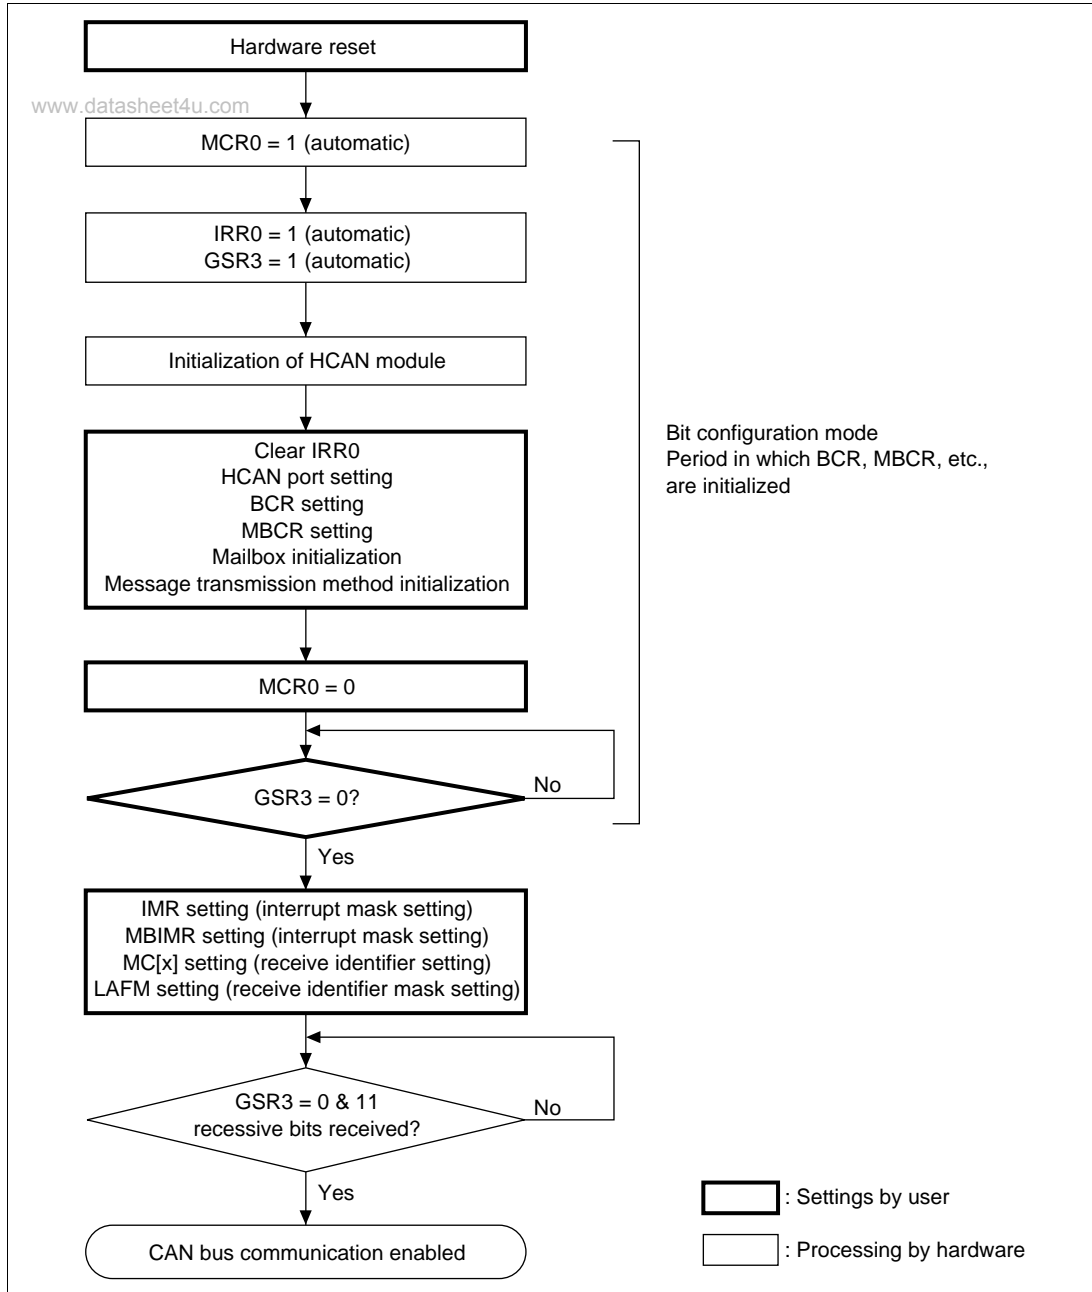 Hardware reset
www.datasheet4u.com
MCR0 = 1 (automatic)
IRR0 = 1 (automatic)
GSR3 = 1 (automatic)
Initialization of HCAN module
Clear IRR0
HCAN port setting
BCR setting
MBCR setting
Mailbox initialization
Message transmission method initialization
Bit configuration mode
Period in which BCR, MBCR, etc.,
are initialized
MCR0 = 0
GSR3 = 0?
No
Yes
IMR setting (interrupt mask setting)
MBIMR setting (interrupt mask setting)
MC[x] setting (receive identifier setting)
LAFM setting (receive identifier mask setting)
GSR3 = 0 & 11
recessive bits received?
No
Yes
CAN bus communication enabled
: Settings by user
: Processing by hardware